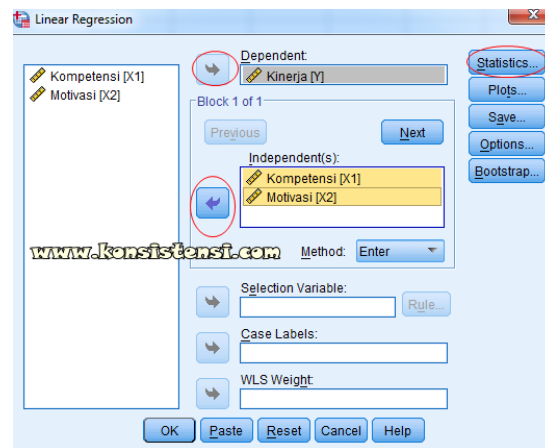 Linear Regression
Kompetensi [X1]
Motivasi [X2]
Dependent:
Kinerja [Y]
Block 1 of 1
Previous
Next
Independent(s):
Kompetensi [X1]
Motivasi [X2]
Method:
Enter
Selection Variable:
Rule...
Case Labels:
WLS Weight:
Statistics...
Plots...
Save...
Options...
Bootstrap...
www.konsistensi.com
OK
Paste
Reset
Cancel
Help